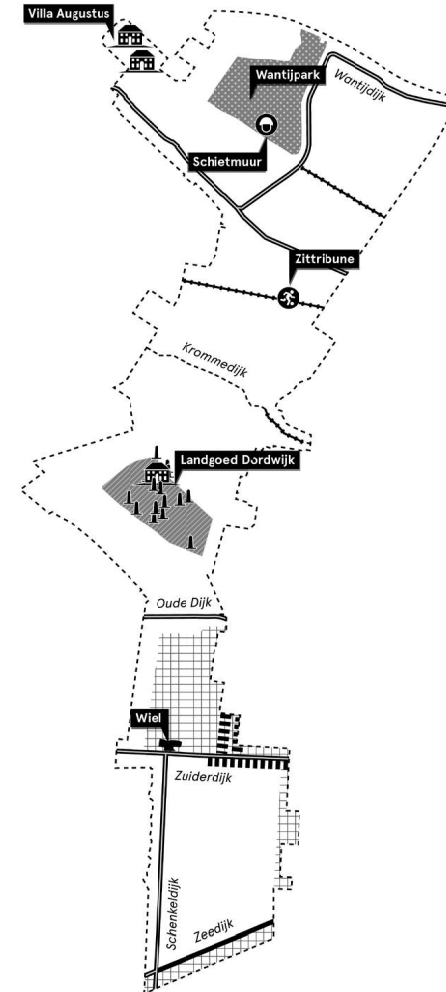 Villa Augustus
Wantijpark
Wantijdijk
Schietmuur
Zittribune
Krommedijk
Landgoed Dordwijk
Oude Dijk
Wiel
Zuiderdijk
Schenkeldijk
Zeedijk